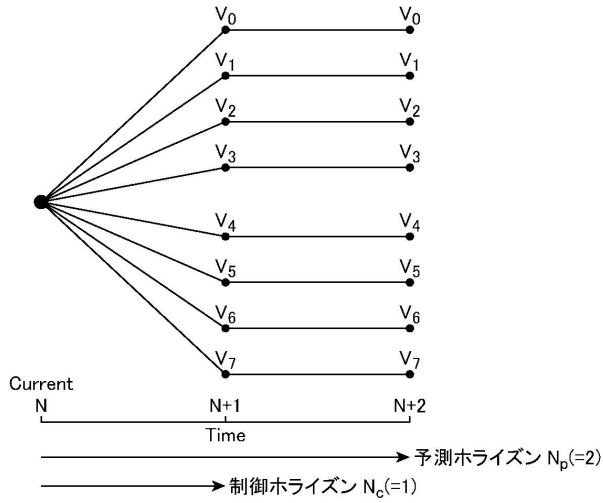 V0 V0
V1 V1
V2 V2
V3 V3
V4 V4
V5 V5
V6 V6
V7 V7
Current
N N+1 N+2
Time
予測ホライズン Np(=2)
制御ホライズン Nc(=1)